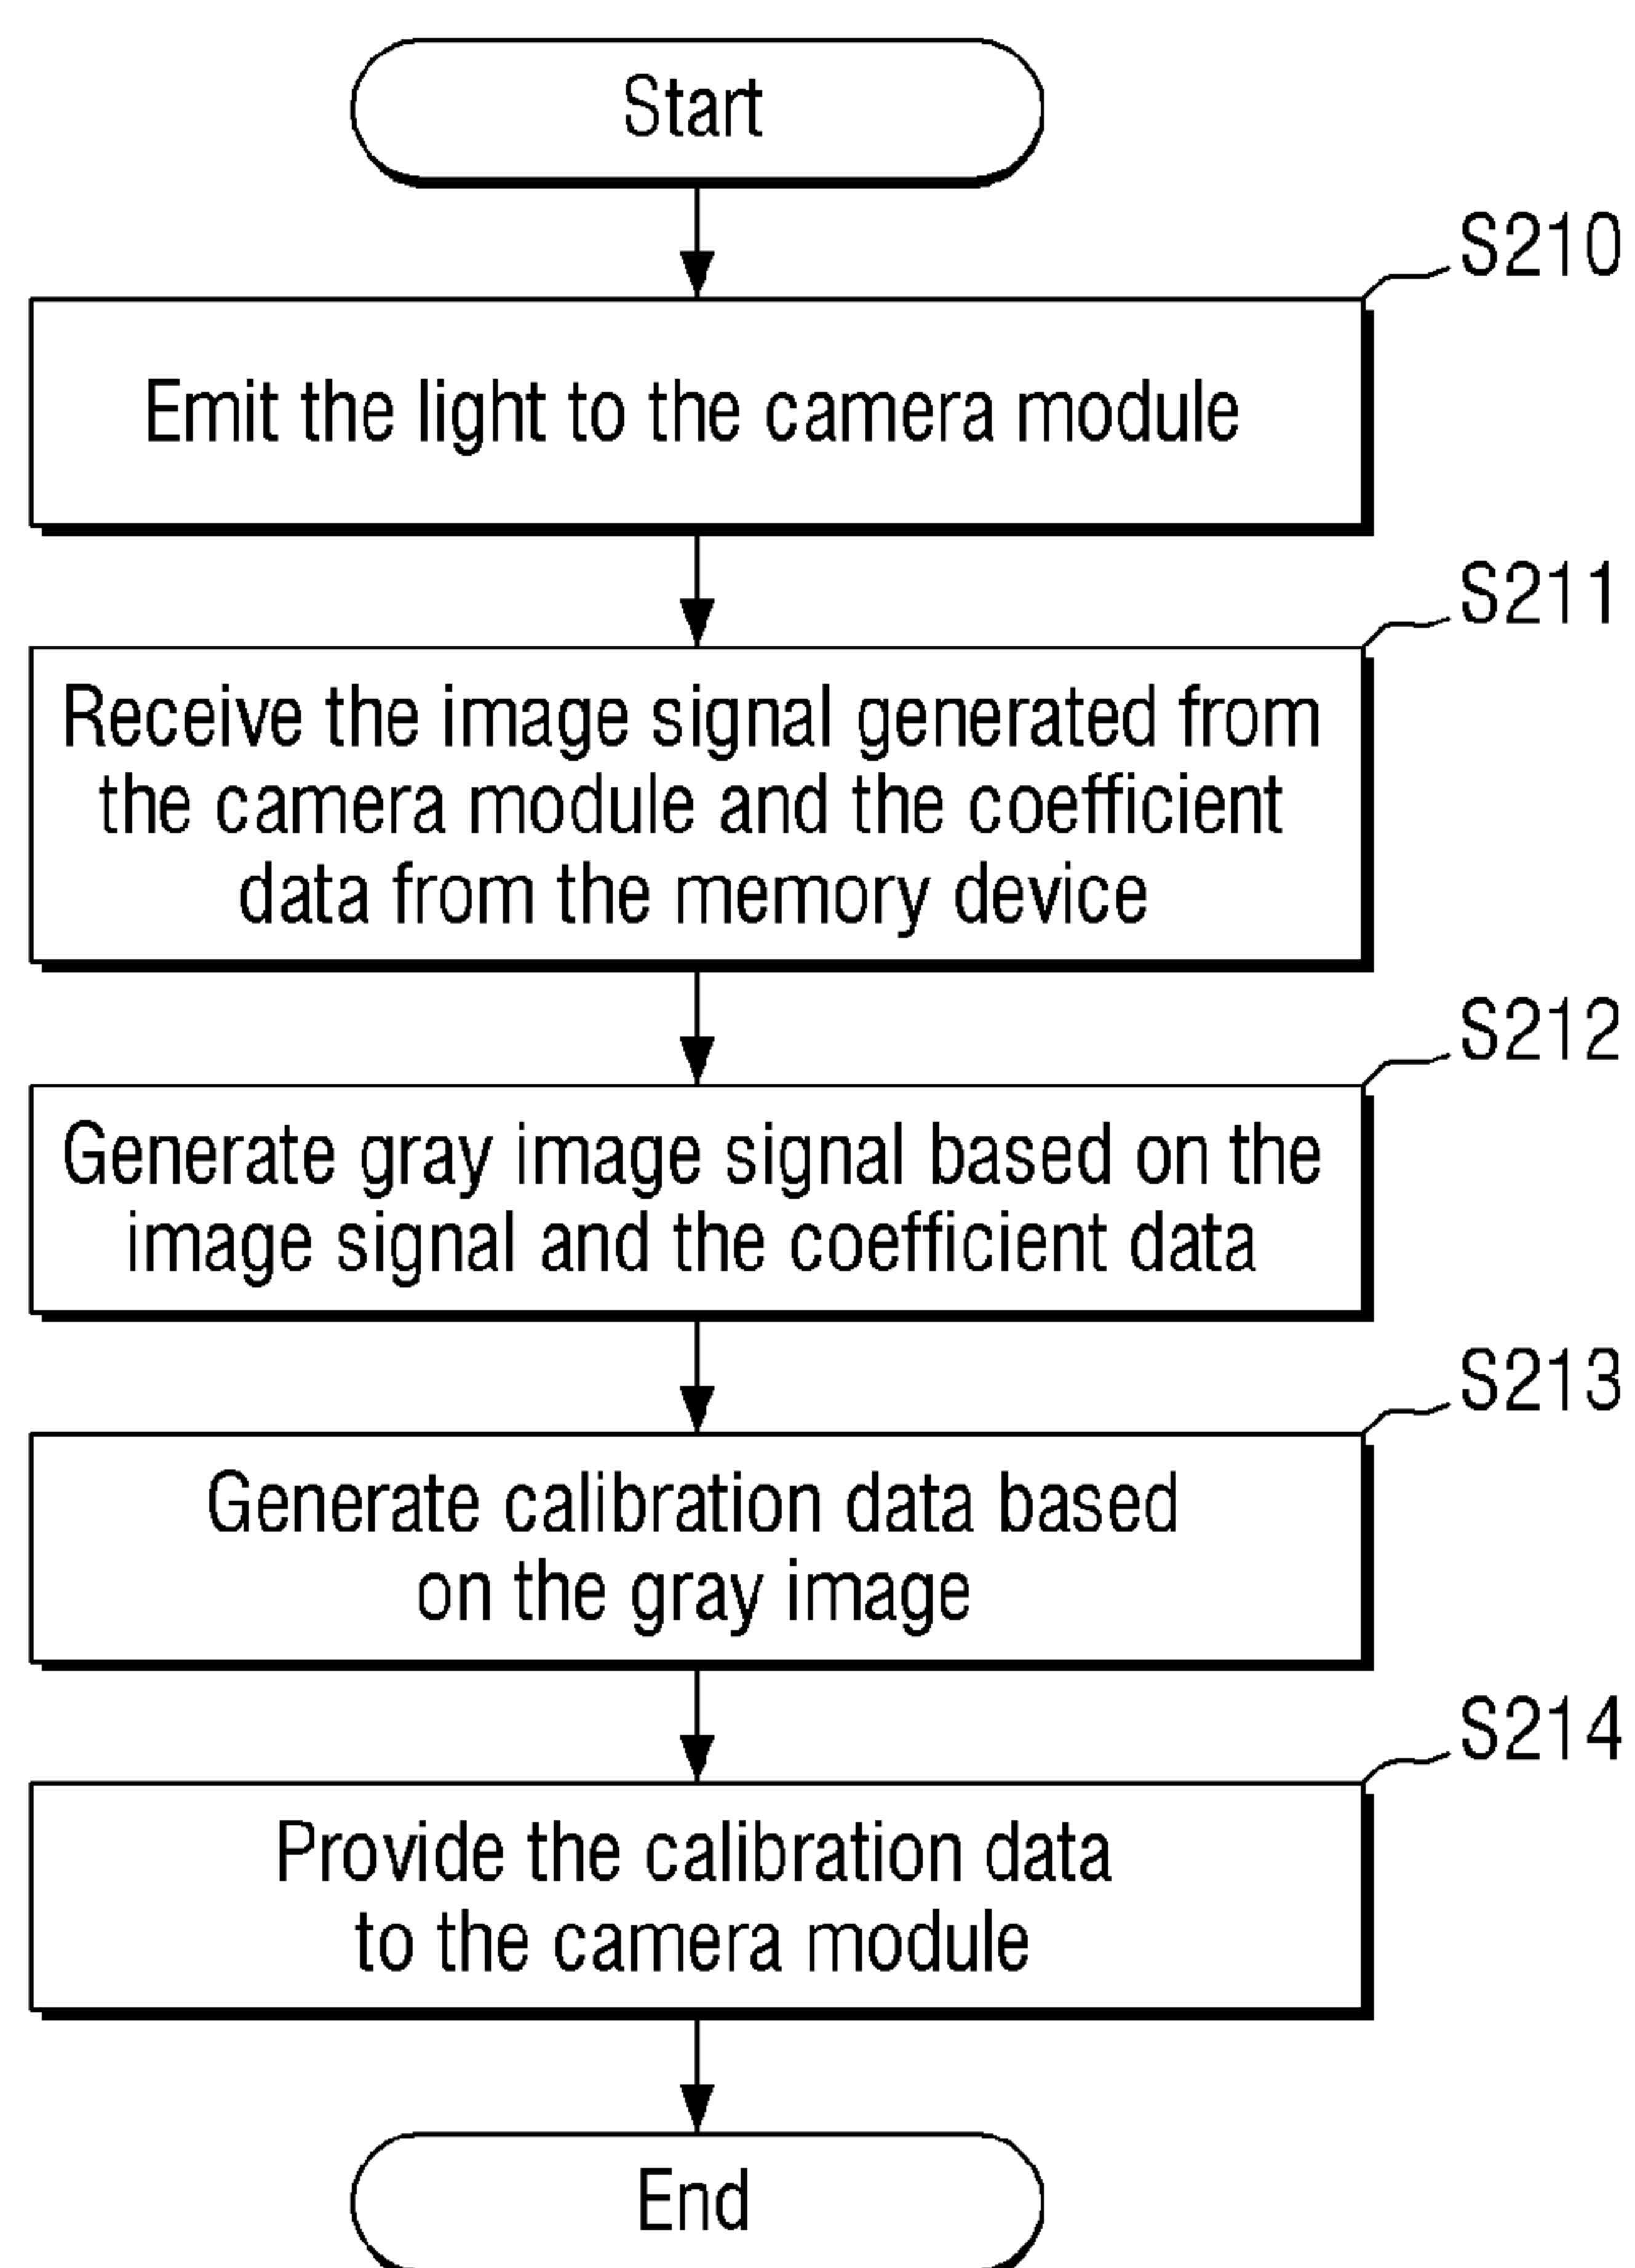 Start
S210
Emit the light to the camera module
S211
Receive the image signal generated from
the camera module and the coefficient
data from the memory device
S212
Generate gray image signal based on the
image signal and the coefficient data
S213
Generate calibration data based
on the gray image
S214
Provide the calibration data
to the camera module
End